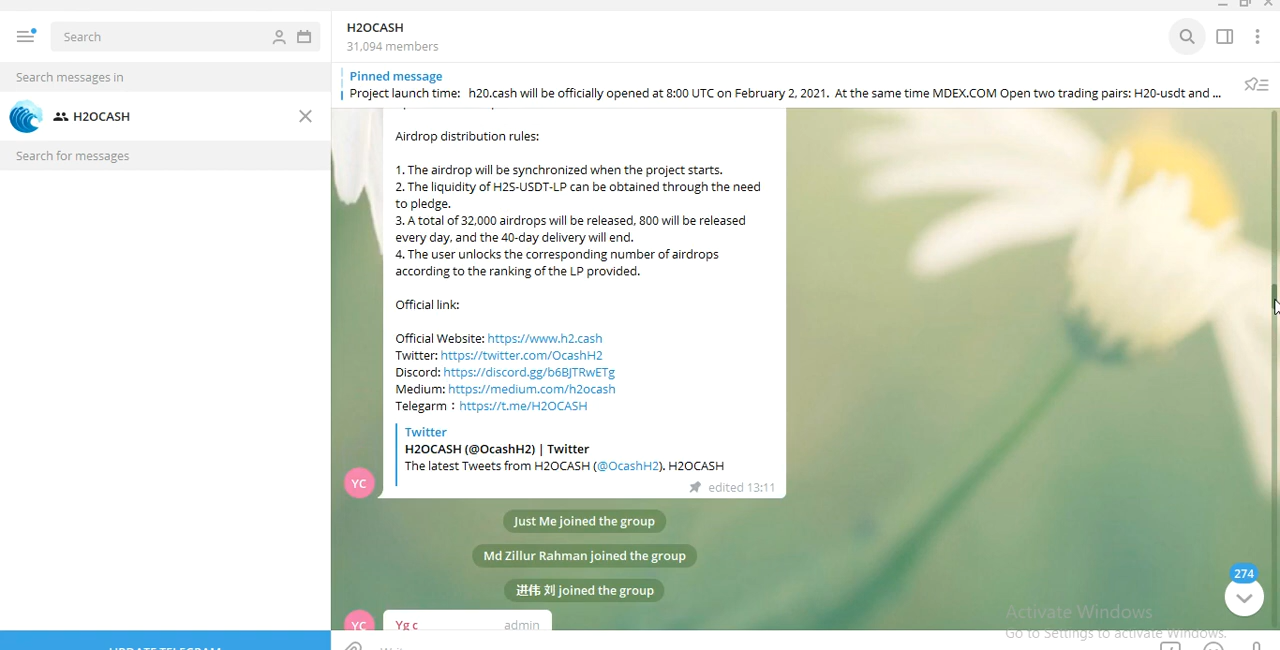 Search
Search messages in
H2OCASH
Search for messages
H2OCASH
31,094 members
Pinned message
Project launch time:  h20.cash will be officially opened at 8:00 UTC on February 2, 2021.  At the same time MDEX.COM Open two trading pairs: H20-usdt and ...
Airdrop distribution rules:
1. The airdrop will be synchronized when the project starts.
2. The liquidity of H2S-USDT-LP can be obtained through the need
to pledge.
3. A total of 32,000 airdrops will be released, 800 will be released
every day, and the 40-day delivery will end.
4. The user unlocks the corresponding number of airdrops
according to the ranking of the LP provided.
Official link:
Official Website: https://www.h2.cash
Twitter: https://twitter.com/OcashH2
Discord: https://discord.gg/b6BJTRwETg
Medium: https://medium.com/h2ocash
Telegarm：https://t.me/H2OCASH
Twitter
H2OCASH (@OcashH2) | Twitter
The latest Tweets from H2OCASH (@OcashH2). H2OCASH
YC
edited 13:11
Just Me joined the group
Md Zillur Rahman joined the group
进伟 刘 joined the group
274
YC
Yg c
admin
Activate Windows
Go to Settings to activate Windows.
UPDATE TELEGRAM